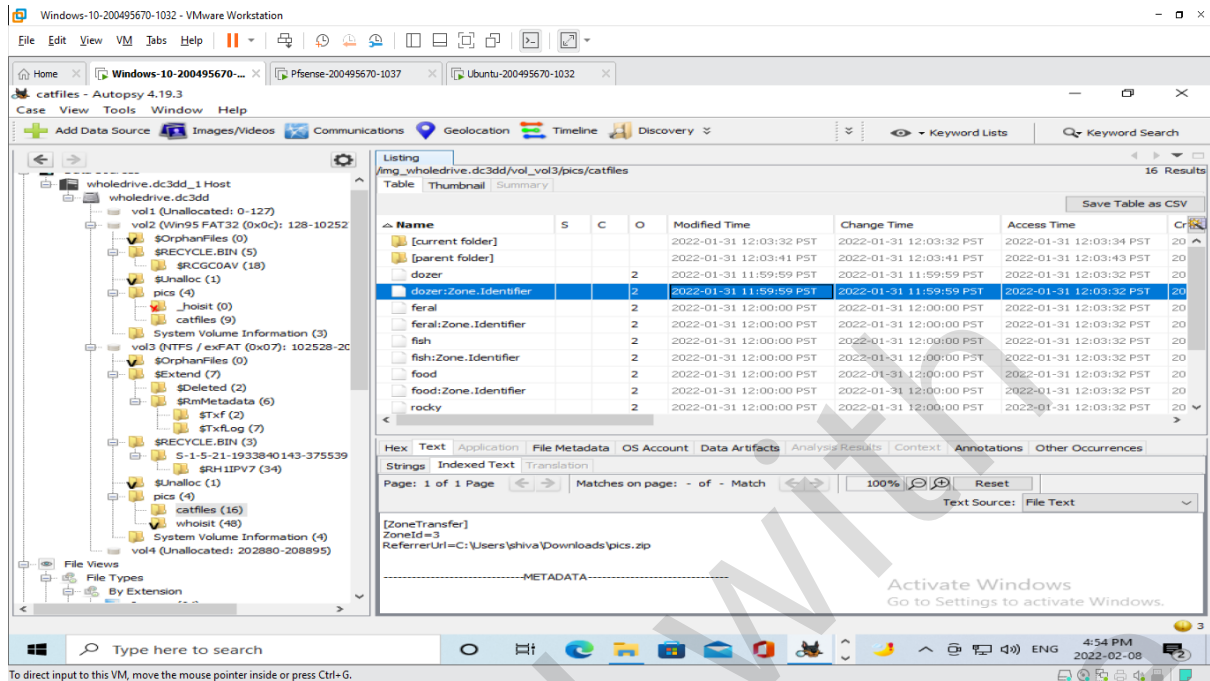 Windows-10-200495670-1032 - VMware Workstation
File Edit View VM Tabs Help
Home Windows-10-200495670-... Pfsense-200495670-1037 Ubuntu-200495670-1032
catfiles - Autopsy 4.19.3
Case View Tools Window Help
Add Data Source Images/Videos Communications Geolocation Timeline Discovery Keyword Lists Keyword Search
wholedrive.dc3dd_1 Host
wholedrive.dc3dd
vol1 (Unallocated: 0-127)
vol2 (Win95 FAT32 (0x0c): 128-10252
$OrphanFiles (0)
$RECYCLE.BIN (5)
$RCGC0AV (18)
$Unalloc (1)
pics (4)
_hoisit (0)
catfiles (9)
System Volume Information (3)
vol3 (NTFS / exFAT (0x07): 102528-20
$OrphanFiles (0)
$Extend (7)
$Deleted (2)
$RmMetadata (6)
$Txf (2)
$TxfLog (7)
$RECYCLE.BIN (3)
S-1-5-21-1933840143-375539
$RH1IPV7 (34)
$Unalloc (1)
pics (4)
catfiles (16)
whoisit (48)
System Volume Information (4)
vol4 (Unallocated: 202880-208895)
File Views
File Types
By Extension
Listing
/img_wholedrive.dc3dd/vol_vol3/pics/catfiles 16 Results
Table Thumbnail Summary
Save Table as CSV
Name S C O Modified Time Change Time Access Time Cr
[current folder] 2022-01-31 12:03:32 PST 2022-01-31 12:03:32 PST 2022-01-31 12:03:34 PST 20
[parent folder] 2022-01-31 12:03:41 PST 2022-01-31 12:03:41 PST 2022-01-31 12:03:43 PST 20
dozer 2 2022-01-31 11:59:59 PST 2022-01-31 11:59:59 PST 2022-01-31 12:03:32 PST 20
dozer:Zone.Identifier 2 2022-01-31 11:59:59 PST 2022-01-31 11:59:59 PST 2022-01-31 12:03:32 PST 20
feral 2 2022-01-31 12:00:00 PST 2022-01-31 12:00:00 PST 2022-01-31 12:03:32 PST 20
feral:Zone.Identifier 2 2022-01-31 12:00:00 PST 2022-01-31 12:00:00 PST 2022-01-31 12:03:32 PST 20
fish 2 2022-01-31 12:00:00 PST 2022-01-31 12:00:00 PST 2022-01-31 12:03:32 PST 20
fish:Zone.Identifier 2 2022-01-31 12:00:00 PST 2022-01-31 12:00:00 PST 2022-01-31 12:03:32 PST 20
food 2 2022-01-31 12:00:00 PST 2022-01-31 12:00:00 PST 2022-01-31 12:03:32 PST 20
food:Zone.Identifier 2 2022-01-31 12:00:00 PST 2022-01-31 12:00:00 PST 2022-01-31 12:03:32 PST 20
rocky 2 2022-01-31 12:00:00 PST 2022-01-31 12:00:00 PST 2022-01-31 12:03:32 PST 20
Hex Text Application File Metadata OS Account Data Artifacts Analysis Results Context Annotations Other Occurrences
Strings Indexed Text Translation
Page: 1 of 1 Page Matches on page: - of - Match 100% Reset
Text Source: File Text
[ZoneTransfer]
ZoneId=3
ReferrerUrl=C:\Users\shiva\Downloads\pics.zip
------------------------------METADATA------------------------------
Activate Windows
Go to Settings to activate Windows.
3
Type here to search ENG 4:54 PM
2022-02-08 2
To direct input to this VM, move the mouse pointer inside or press Ctrl+G.
with